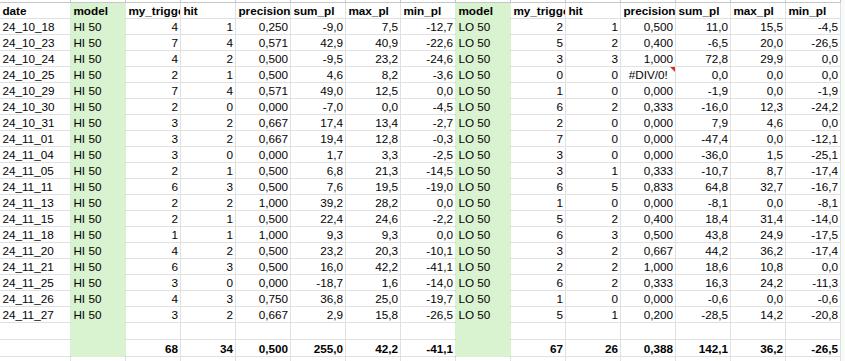 date model my_trigge hit precision sum_pl max_pl min_pl model my_trigge hit precision sum_pl max_pl min_pl
24_10_18 HI 50 4 1 0,250 -9,0 7,5 -12,7 LO 50 2 1 0,500 11,0 15,5 -4,5
24_10_23 HI 50 7 4 0,571 42,9 40,9 -22,6 LO 50 5 2 0,400 -6,5 20,0 -26,5
24_10_24 HI 50 4 2 0,500 -9,5 23,2 -24,6 LO 50 3 3 1,000 72,8 29,9 0,0
24_10_25 HI 50 2 1 0,500 4,6 8,2 -3,6 LO 50 0 0 #DIV/0! 0,0 0,0 0,0
24_10_29 HI 50 7 4 0,571 49,0 12,5 0,0 LO 50 1 0 0,000 -1,9 0,0 -1,9
24_10_30 HI 50 2 0 0,000 -7,0 0,0 -4,5 LO 50 6 2 0,333 -16,0 12,3 -24,2
24_10_31 HI 50 3 2 0,667 17,4 13,4 -2,7 LO 50 2 0 0,000 7,9 4,6 0,0
24_11_01 HI 50 3 2 0,667 19,4 12,8 -0,3 LO 50 7 0 0,000 -47,4 0,0 -12,1
24_11_04 HI 50 3 0 0,000 1,7 3,3 -2,5 LO 50 3 0 0,000 -36,0 1,5 -25,1
24_11_05 HI 50 2 1 0,500 6,8 21,3 -14,5 LO 50 3 1 0,333 -10,7 8,7 -17,4
24_11_11 HI 50 6 3 0,500 7,6 19,5 -19,0 LO 50 6 5 0,833 64,8 32,7 -16,7
24_11_13 HI 50 2 2 1,000 39,2 28,2 0,0 LO 50 1 0 0,000 -8,1 0,0 -8,1
24_11_15 HI 50 2 1 0,500 22,4 24,6 -2,2 LO 50 5 2 0,400 18,4 31,4 -14,0
24_11_18 HI 50 1 1 1,000 9,3 9,3 0,0 LO 50 6 3 0,500 43,8 24,9 -17,5
24_11_20 HI 50 4 2 0,500 23,2 20,3 -10,1 LO 50 3 2 0,667 44,2 36,2 -17,4
24_11_21 HI 50 6 3 0,500 16,0 42,2 -41,1 LO 50 2 2 1,000 18,6 10,8 0,0
24_11_25 HI 50 3 0 0,000 -18,7 1,6 -14,0 LO 50 6 2 0,333 16,3 24,2 -11,3
24_11_26 HI 50 4 3 0,750 36,8 25,0 -19,7 LO 50 1 0 0,000 -0,6 0,0 -0,6
24_11_27 HI 50 3 2 0,667 2,9 15,8 -26,5 LO 50 5 1 0,200 -28,5 14,2 -20,8
68 34 0,500 255,0 42,2 -41,1 67 26 0,388 142,1 36,2 -26,5